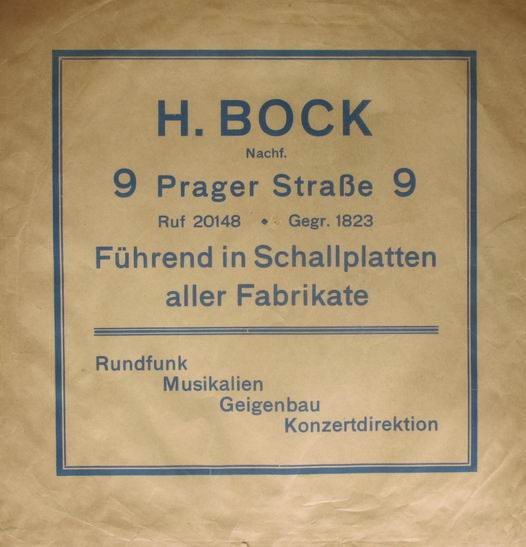 H. BOCK
Nachf.
9 Prager Straße 9
Ruf 20148 • Gegr. 1823
Führend in Schallplatten
aller Fabrikate
Rundfunk
Musikalien
Geigenbau
Konzertdirektion